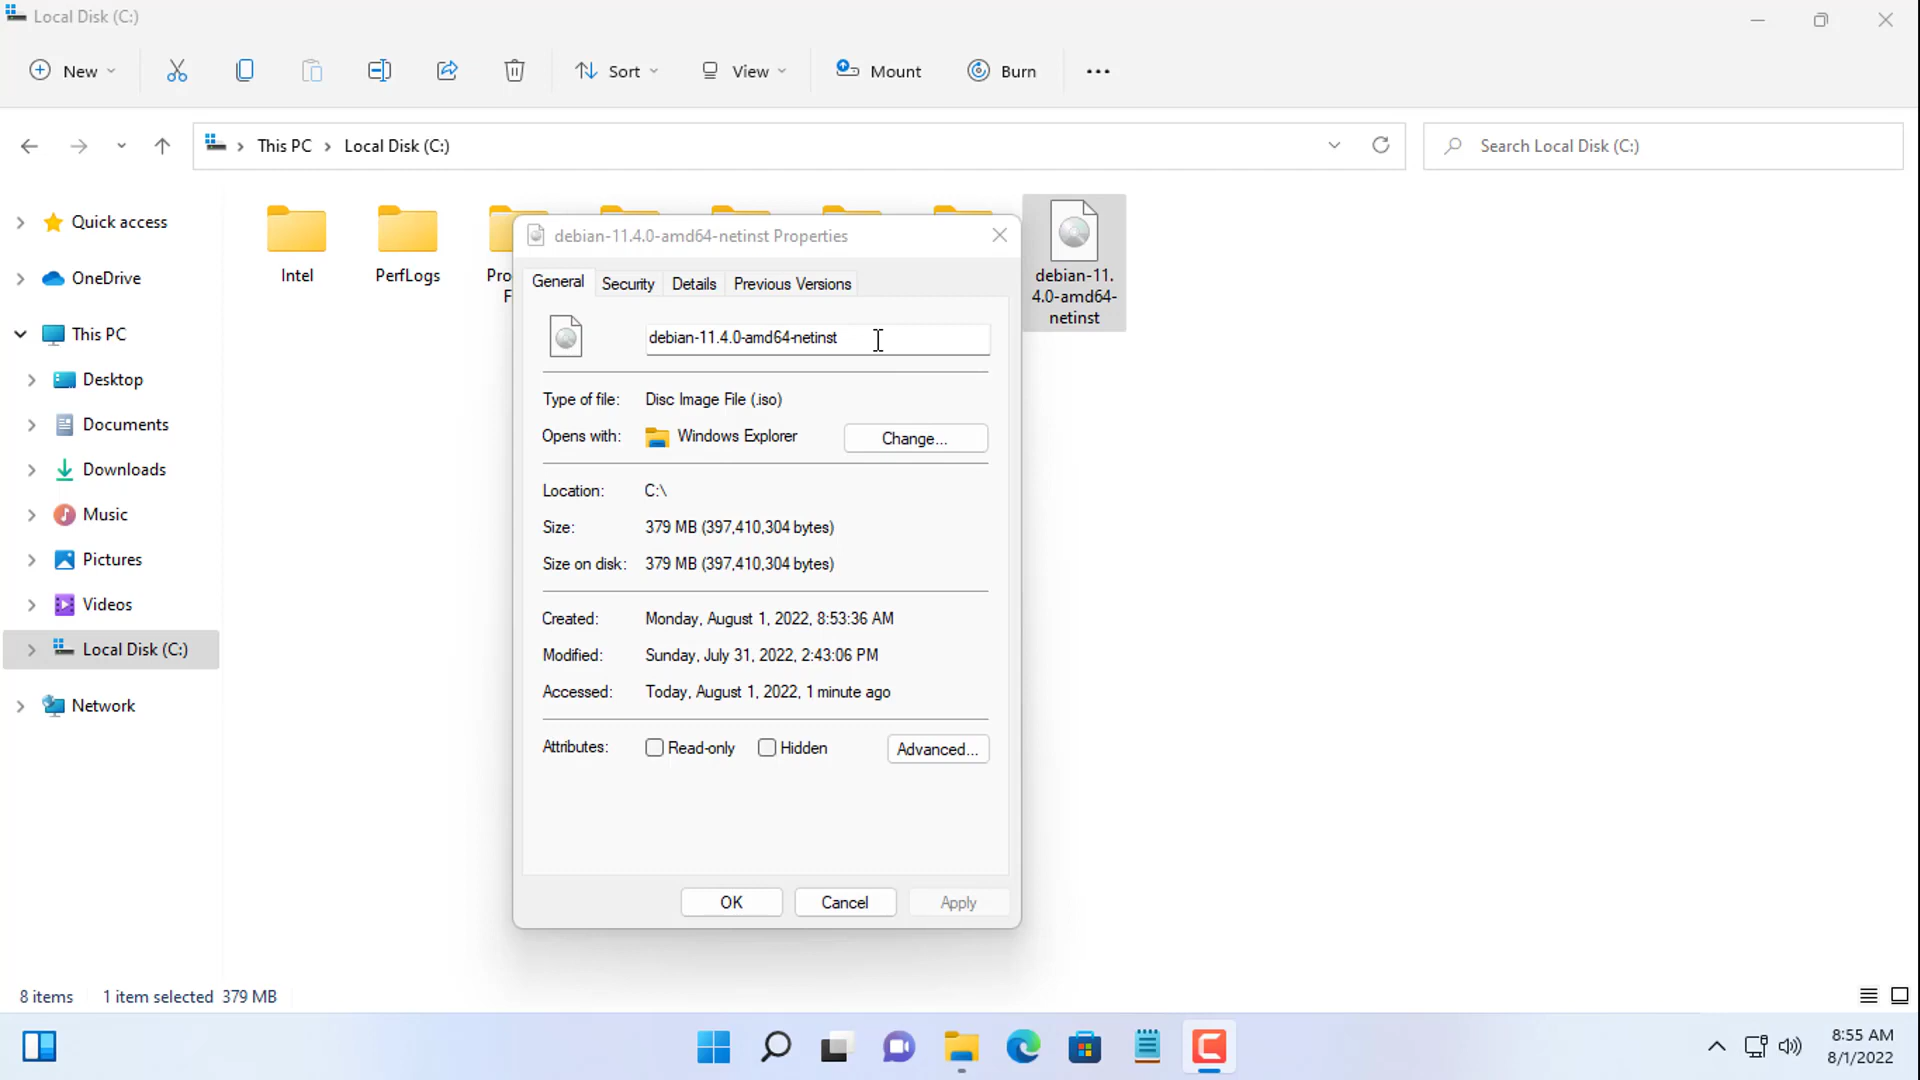 Local Disk (C:)
New
Sort
View
Mount
Burn
This PC
Local Disk (C:)
Search Local Disk (C:)
Quick access
OneDrive
This PC
Desktop
Documents
Downloads
Music
Pictures
Videos
Local Disk (C:)
Network
Intel
PerfLogs
Pro
F
debian-11.
4.0-amd64-
netinst
debian-11.4.0-amd64-netinst Properties
General
Security
Details
Previous Versions
debian-11.4.0-amd64-netinst
Type of file: Disc Image File (.iso)
Opens with: Windows Explorer
Change...
Location: C:\
Size: 379 MB (397,410,304 bytes)
Size on disk: 379 MB (397,410,304 bytes)
Created: Monday, August 1, 2022, 8:53:36 AM
Modified: Sunday, July 31, 2022, 2:43:06 PM
Accessed: Today, August 1, 2022, 1 minute ago
Attributes: Read-only Hidden
Advanced...
OK
Cancel
Apply
8 items 1 item selected 379 MB
8:55 AM
8/1/2022